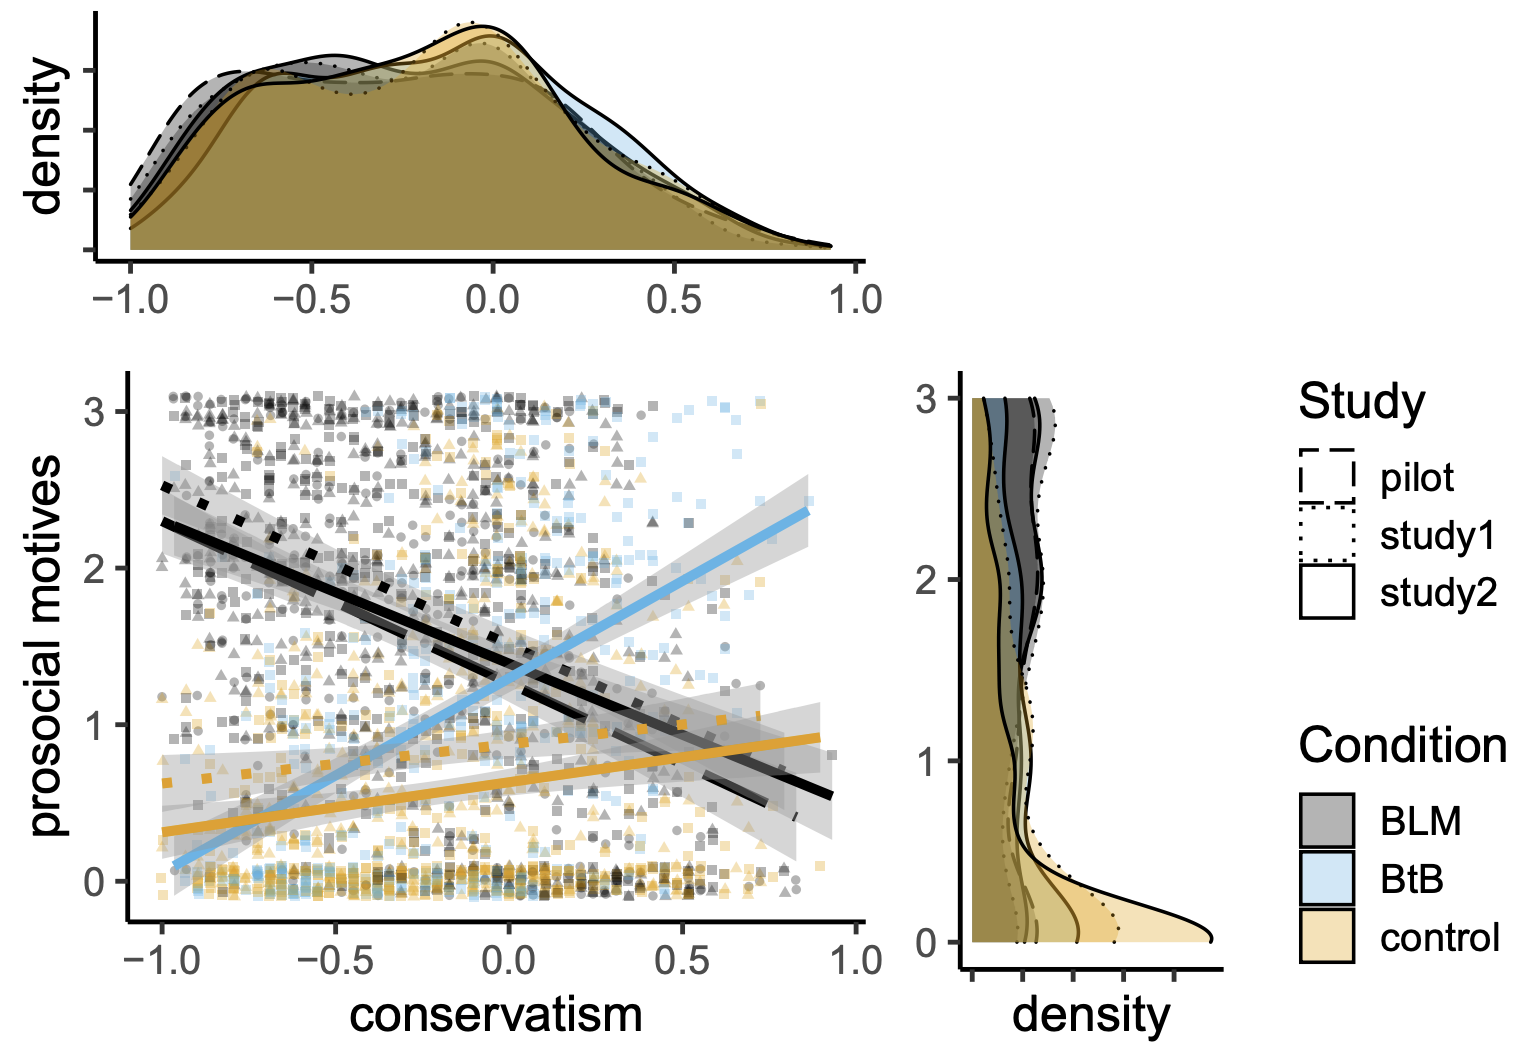 density
−1.0 −0.5 0.0 0.5 1.0
prosocial motives
3
2
1
0
−1.0 −0.5 0.0 0.5 1.0
conservatism
3
2
1
0
density
Study
pilot
study1
study2
Condition
BLM
BtB
control